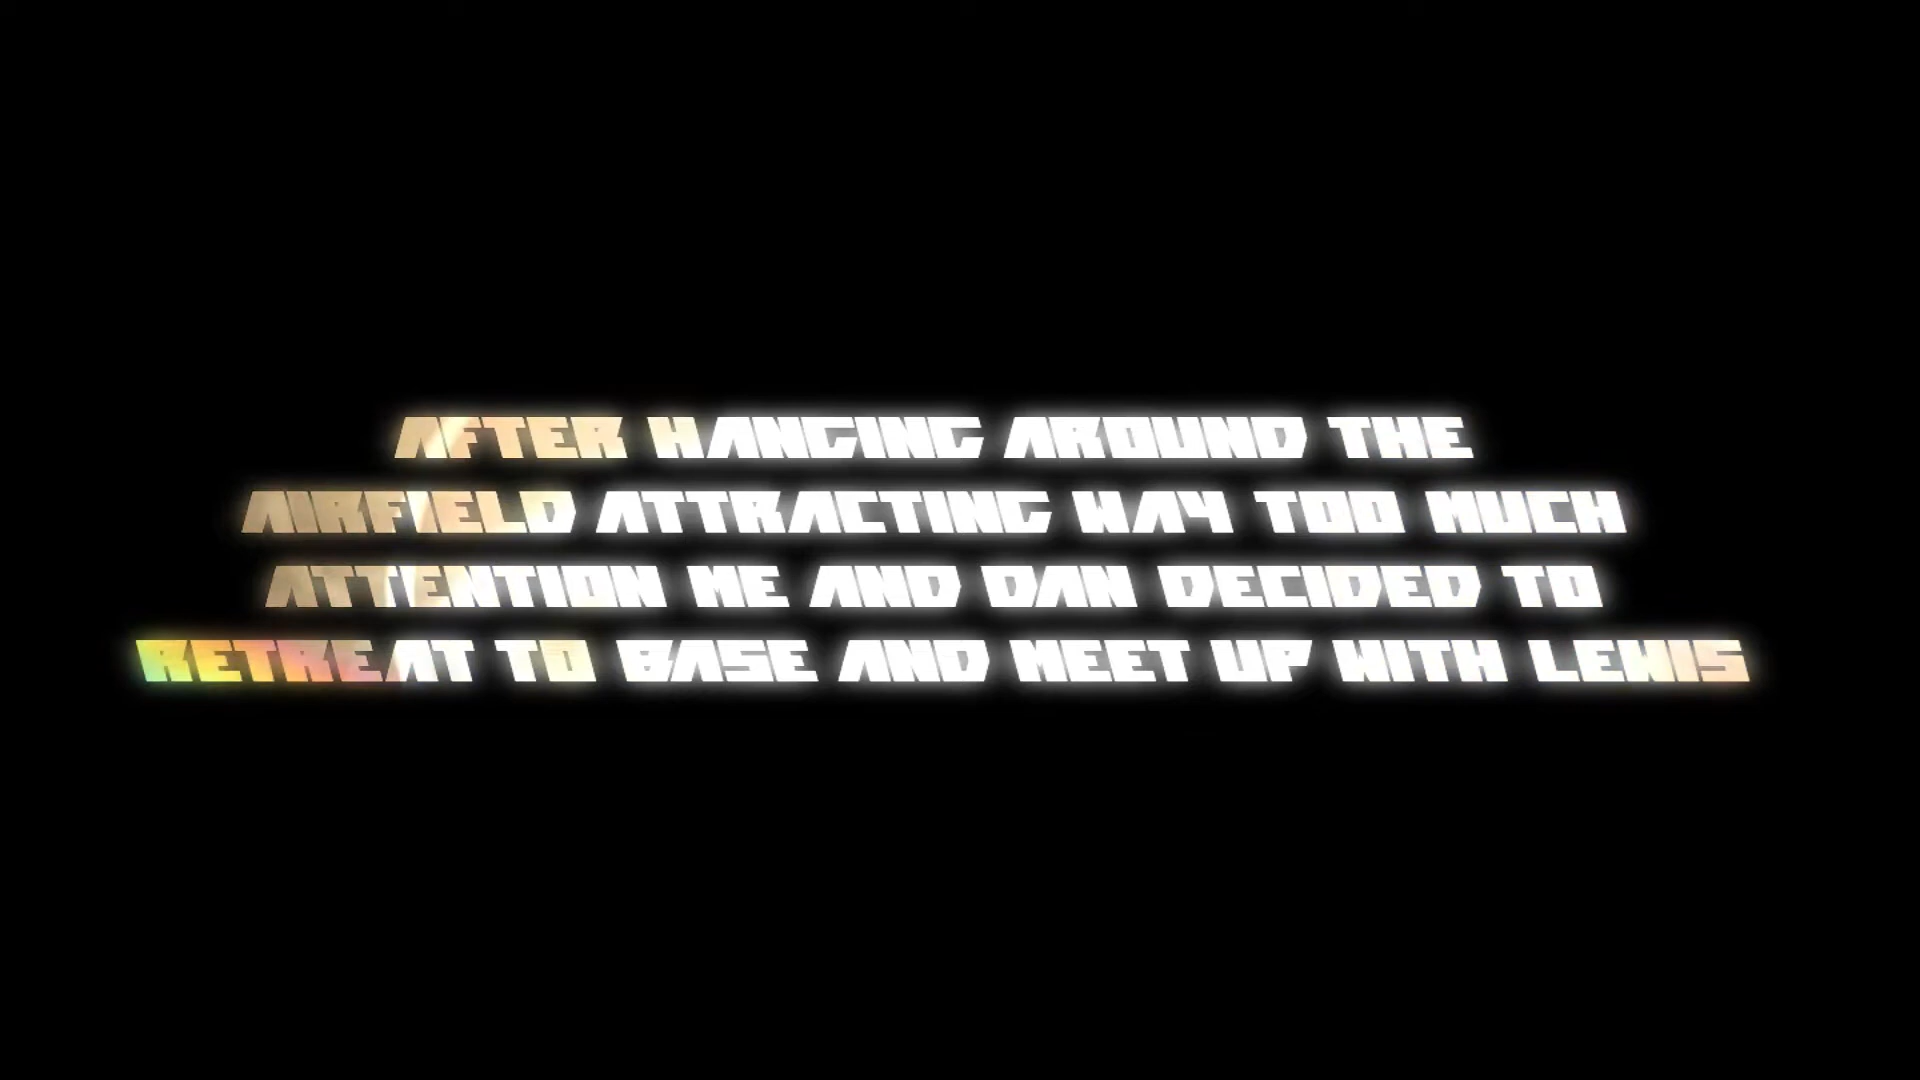 AFTER HANGING AROUND THE
AIRFIELD ATTRACTING WAY TOO MUCH
ATTENTION ME AND DAN DECIDED TO
RETREAT TO BASE AND MEET UP WITH LEWIS